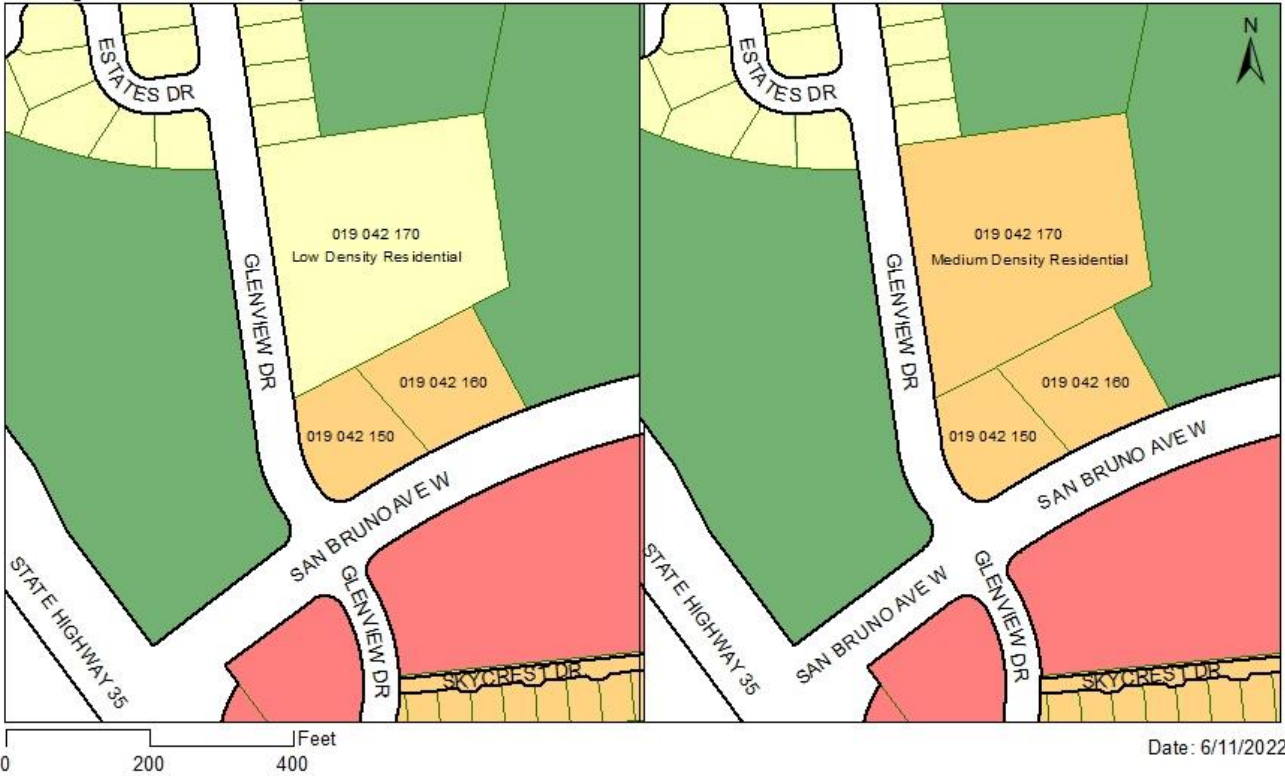 ESTATES DR
019 042 170
Low Density Residential
GLENVIEW DR
019 042 160
019 042 150
SAN BRUNO AVE W
STATE HIGHWAY 35
GLENVIEW DR
SKYCREST DR
N
ESTATES DR
019 042 170
Medium Density Residential
GLENVIEW DR
019 042 160
019 042 150
SAN BRUNO AVE W
SAN BRUNO AVE W
STATE HIGHWAY 35
GLENVIEW DR
SKYCREST DR
Feet
0 200 400
Date: 6/11/2022